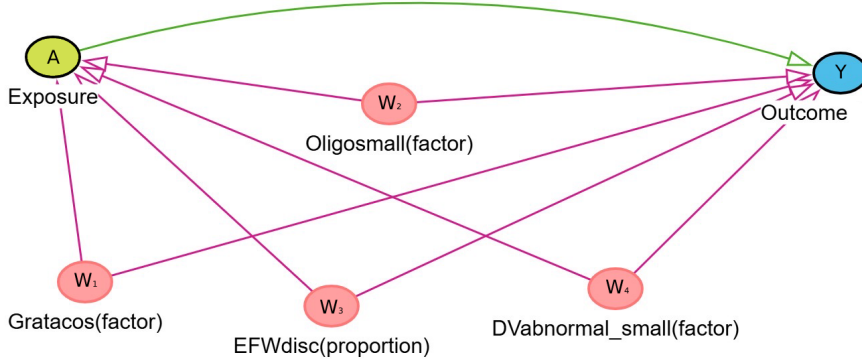 A
Y
Exposure
W₂
Outcome
Oligosmall(factor)
W₁
W₃
W₄
Gratacos(factor)
EFWdisc(proportion)
DVabnormal_small(factor)